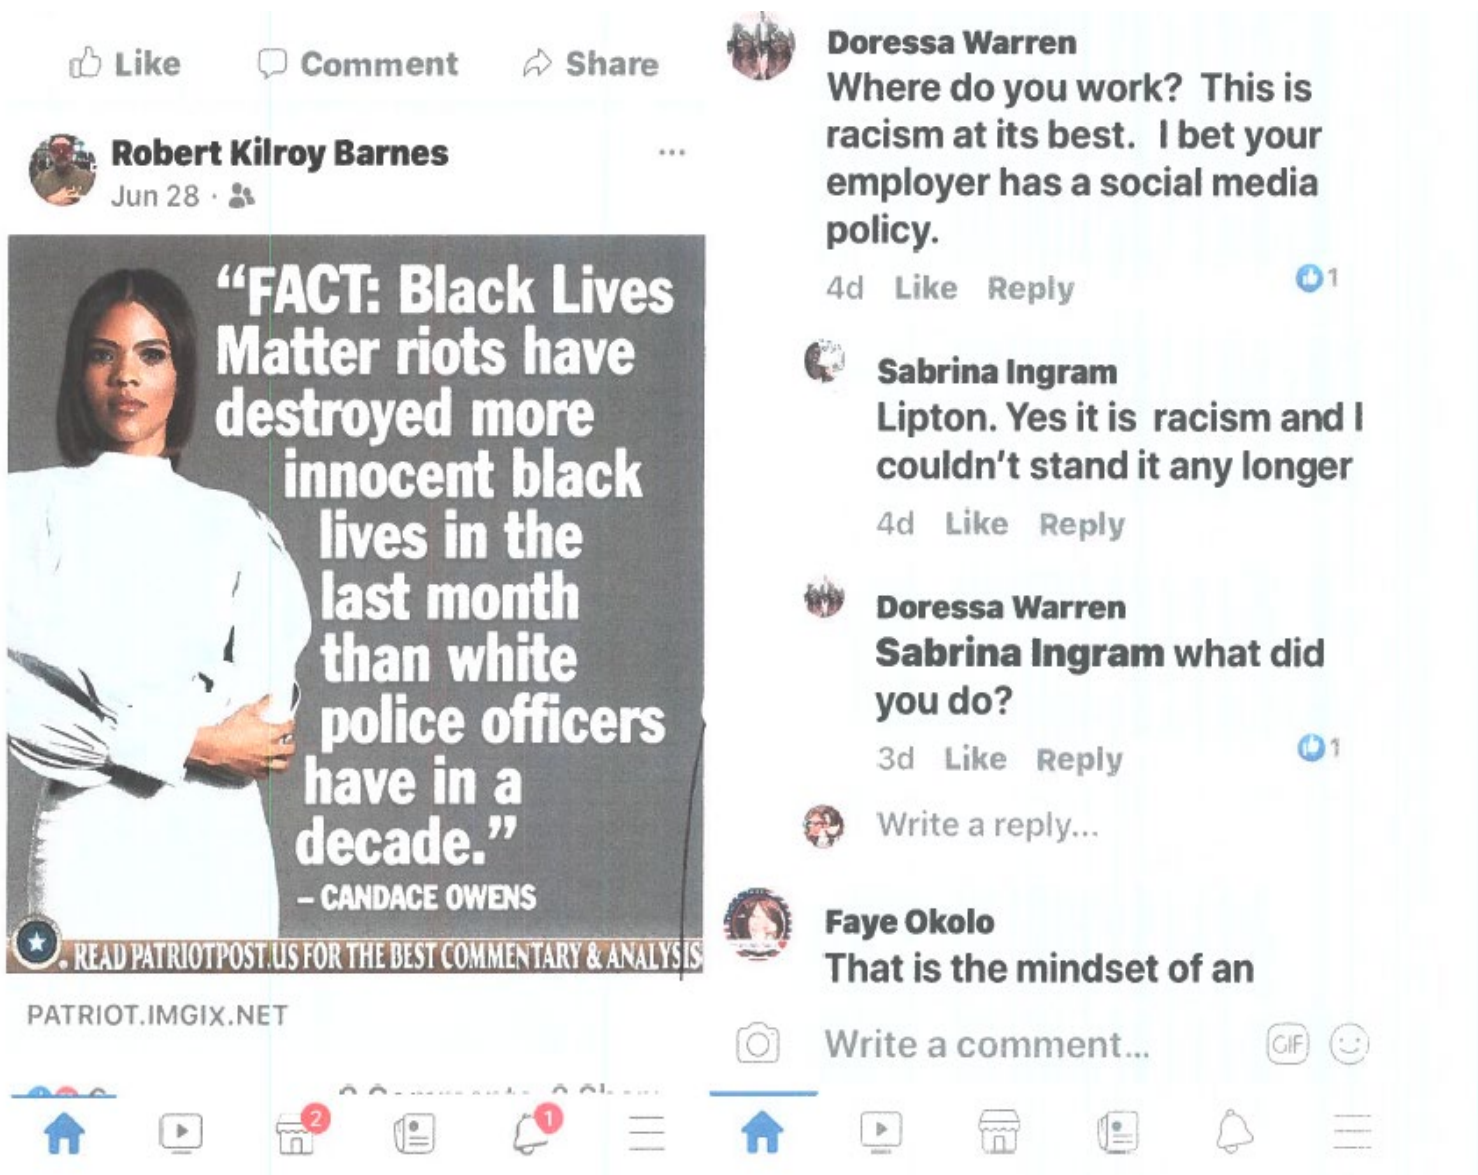 Like Comment Share
Robert Kilroy Barnes
Jun 28 ·
“FACT: Black Lives
Matter riots have
destroyed more
innocent black
lives in the
last month
than white
police officers
have in a
decade.”
– CANDACE OWENS
READ PATRIOTPOST.US FOR THE BEST COMMENTARY & ANALYSIS
PATRIOT.IMGIX.NET
2
1
Doressa Warren
Where do you work? This is
racism at its best. I bet your
employer has a social media
policy.
4d Like Reply 1
Sabrina Ingram
Lipton. Yes it is racism and I
couldn't stand it any longer
4d Like Reply
Doressa Warren
Sabrina Ingram what did
you do?
3d Like Reply 1
Write a reply...
Faye Okolo
That is the mindset of an
Write a comment...
GIF